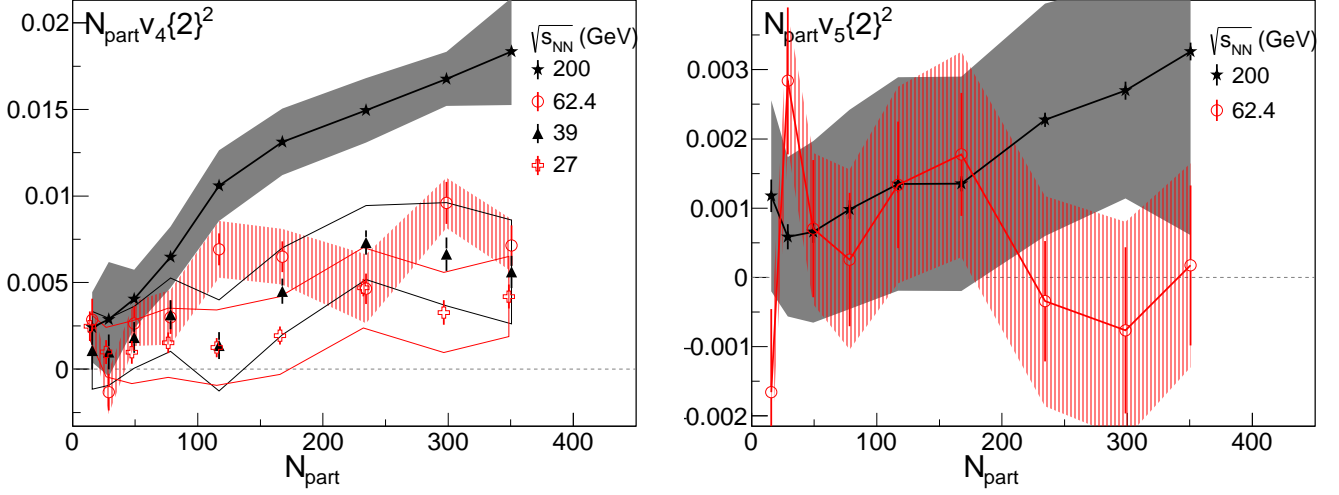 N_part v_4{2}^2
√s_NN (GeV)
200
62.4
39
27
0.02
0.015
0.01
0.005
0
0 100 200 300 400
N_part
N_part v_5{2}^2
√s_NN (GeV)
200
62.4
0.003
0.002
0.001
0
-0.001
-0.002
0 100 200 300 400
N_part